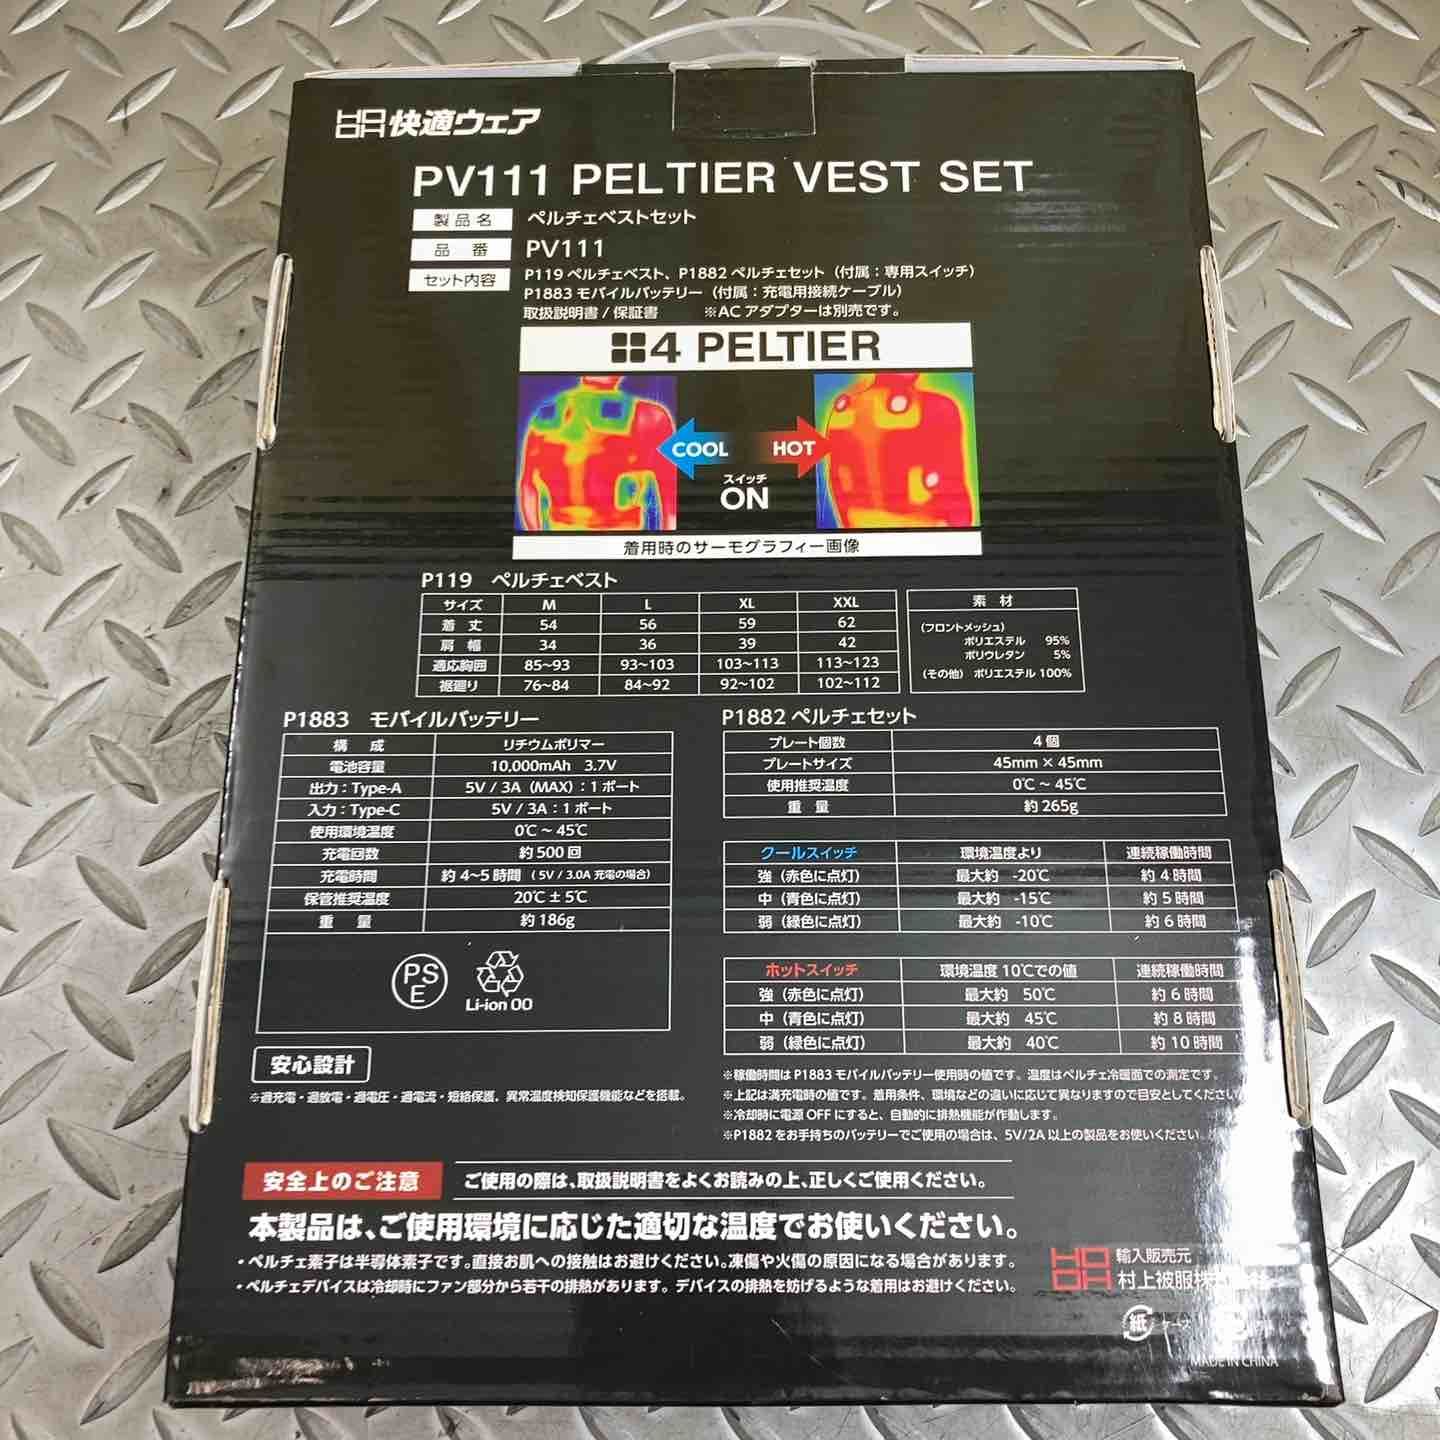 HOOH快適ウェア
PV111 PELTIER VEST SET
製品名 ペルチェベストセット
品番 PV111
セット内容 P119 ペルチェベスト、P1882 ペルチェセット（付属：専用スイッチ）
P1883 モバイルバッテリー（付属：充電用接続ケーブル）
取扱説明書 / 保証書 ※AC アダプターは別売です。
4 PELTIER
COOL HOT
スイッチ
ON
着用時のサーモグラフィー画像
P119 ペルチェベスト
サイズ M L XL XXL
着丈 54 56 59 62
肩幅 34 36 39 42
適応胸囲 85~93 93~103 103~113 113~123
裾廻り 76~84 84~92 92~102 102~112
素材
（フロントメッシュ）
ポリエステル 95%
ポリウレタン 5%
（その他）ポリエステル 100%
P1883 モバイルバッテリー
構成 リチウムポリマー
電池容量 10,000mAh 3.7V
出力：Type-A 5V / 3A（MAX）：1 ポート
入力：Type-C 5V / 3A：1 ポート
使用環境温度 0℃ ~ 45℃
充電回数 約 500 回
充電時間 約 4~5 時間 （ 5V / 3.0A 充電の場合）
保管推奨温度 20℃ ± 5℃
重量 約 186g
PSE
Li-ion 00
P1882 ペルチェセット
プレート個数 4 個
プレートサイズ 45mm × 45mm
使用推奨温度 0℃ ~ 45℃
重量 約 265g
クールスイッチ 環境温度より 連続稼働時間
強（赤色に点灯） 最大約 -20℃ 約 4 時間
中（青色に点灯） 最大約 -15℃ 約 5 時間
弱（緑色に点灯） 最大約 -10℃ 約 6 時間
ホットスイッチ 環境温度 10℃での値 連続稼働時間
強（赤色に点灯） 最大約 50℃ 約 6 時間
中（青色に点灯） 最大約 45℃ 約 8 時間
弱（緑色に点灯） 最大約 40℃ 約 10 時間
※稼働時間は P1883 モバイルバッテリー使用時の値です。温度はペルチェ冷暖面での測定です。
※上記は満充電時の値です。着用条件、環境などの違いに応じて異なりますので目安としてください
※冷却時に電源 OFF にすると、自動的に排熱機能が作動します。
※P1882 をお手持ちのバッテリーでご使用の場合は、5V/2A 以上の製品をお使いください。
安心設計
※過充電・過放電・過電圧・過電流・短絡保護、異常温度検知保護機能などを搭載。
安全上のご注意 ご使用の際は、取扱説明書をよくお読みの上、正しくご使用ください。
本製品は、ご使用環境に応じた適切な温度でお使いください。
・ペルチェ素子は半導体素子です。直接お肌への接触はお避けください。凍傷や火傷の原因になる場合があります。
・ペルチェデバイスは冷却時にファン部分から若干の排熱があります。デバイスの排熱を妨げるような着用はお避けください。
HOOH 輸入販売元
村上被服株
紙 ケース
MADE IN CHINA